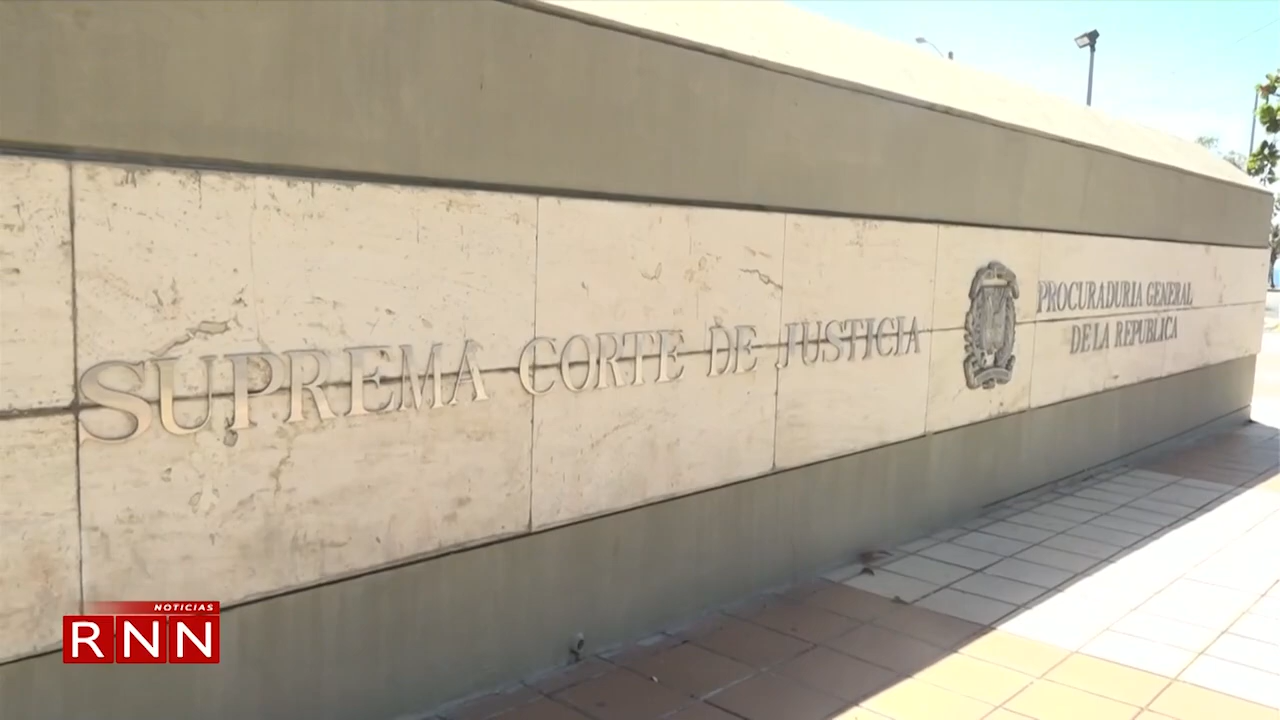 SUPREMA CORTE DE JUSTICIA
PROCURADURIA GENERAL
DE LA REPUBLICA
NOTICIAS
RNN